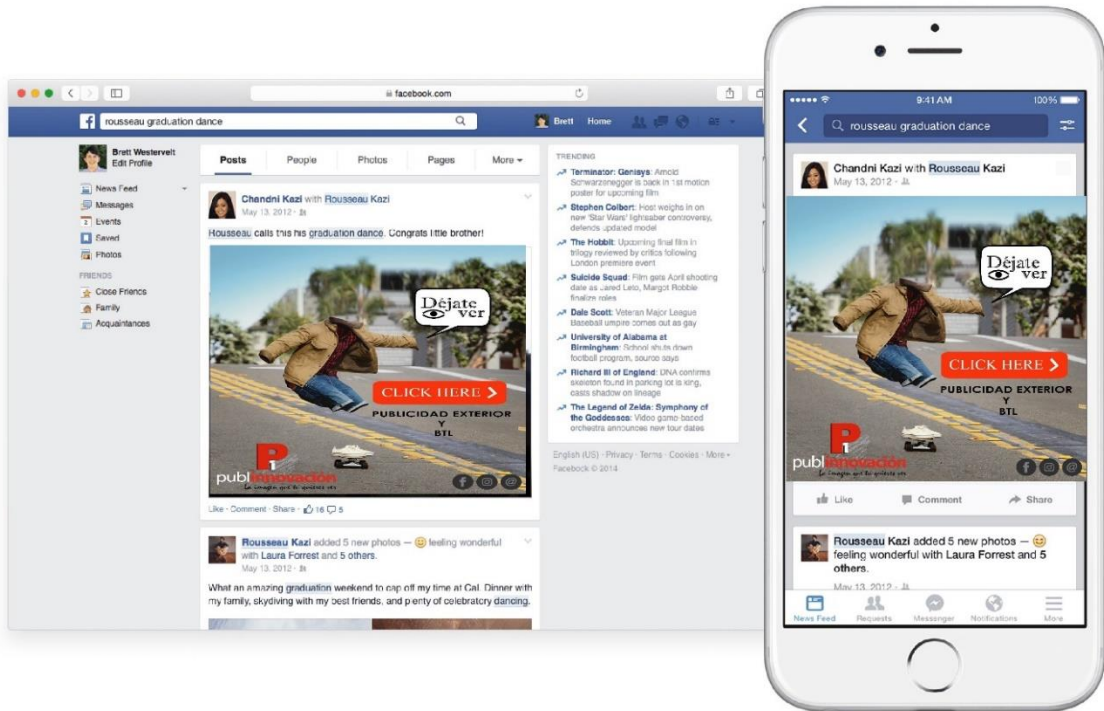 facebook.com
rousseau graduation dance
Brett Home
Brett Westervelt
Edit Profile
News Feed
Messages
Events
Saved
Photos
FRIENDS
Close Friends
Family
Acquaintances
Posts People Photos Pages More
Chandni Kazi with Rousseau Kazi
May 13, 2012
Rousseau calls this his graduation dance. Congrats little brother!
Déjate
ver
CLICK HERE >
PUBLICIDAD EXTERIOR
Y
BTL
P1
publinnovación
La imagen que tu quieres ver
Like · Comment · Share · 16 5
Rousseau Kazi added 5 new photos — feeling wonderful
with Laura Forrest and 5 others.
May 13, 2012
What an amazing graduation weekend to cap off my time at Cal. Dinner with
my family, skydiving with my best friends, and plenty of celebratory dancing.
TRENDING
Terminator: Genisys: Arnold
Schwarzenegger is back in 1st motion
poster for upcoming film
Stephen Colbert: Host weighs in on
new 'Star Wars' lightsaber controversy,
defends updated model
The Hobbit: Upcoming final film in
trilogy reviewed by critics following
London premiere event
Suicide Squad: Film gets April shooting
date as Jared Leto, Margot Robbie
finalize roles
Dale Scott: Veteran Major League
Baseball umpire comes out as gay
University of Alabama at
Birmingham: School shuts down
football program, source says
Richard III of England: DNA confirms
skeleton found in parking lot is king,
casts shadow on lineage
The Legend of Zelda: Symphony of
the Goddesses: Video game-based
orchestra announces new tour dates
English (US) · Privacy · Terms · Cookies · More
Facebook © 2014
9:41 AM 100%
rousseau graduation dance
Chandni Kazi with Rousseau Kazi
May 13, 2012
Déjate
ver
CLICK HERE >
PUBLICIDAD EXTERIOR
Y
BTL
P1
publinnovación
La imagen que tu quieres ver
Like Comment Share
Rousseau Kazi added 5 new photos —
feeling wonderful with Laura Forrest and 5
others.
May 13, 2012
News Feed Requests Messenger Notifications More